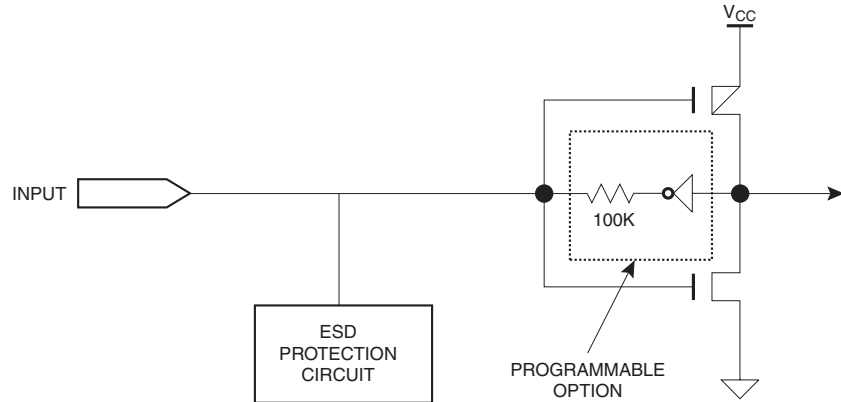 VCC
INPUT
100K
ESD
PROTECTION
CIRCUIT
PROGRAMMABLE
OPTION